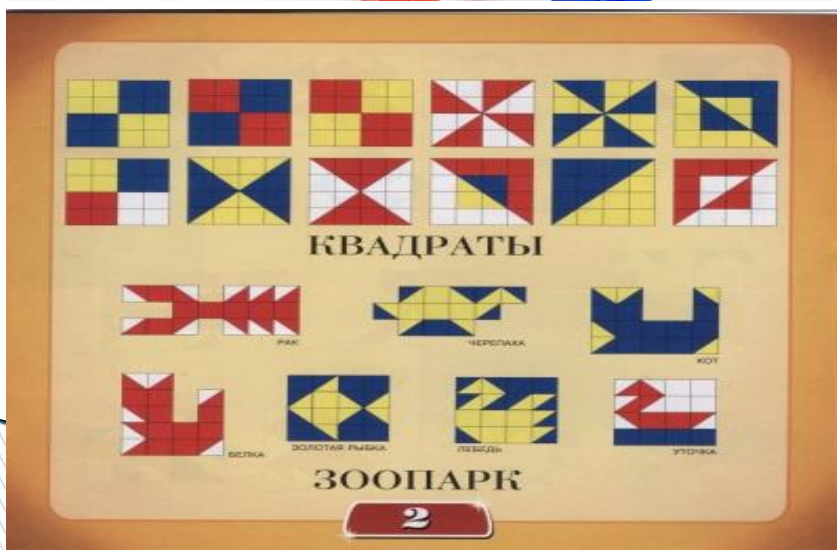 КВАДРАТЫ
РАК
ЧЕРЕПАХА
КОТ
БЕЛКА
ЗОЛОТАЯ РЫБКА
ЛЕБЕДЬ
УТОЧКА
ЗООПАРК
2